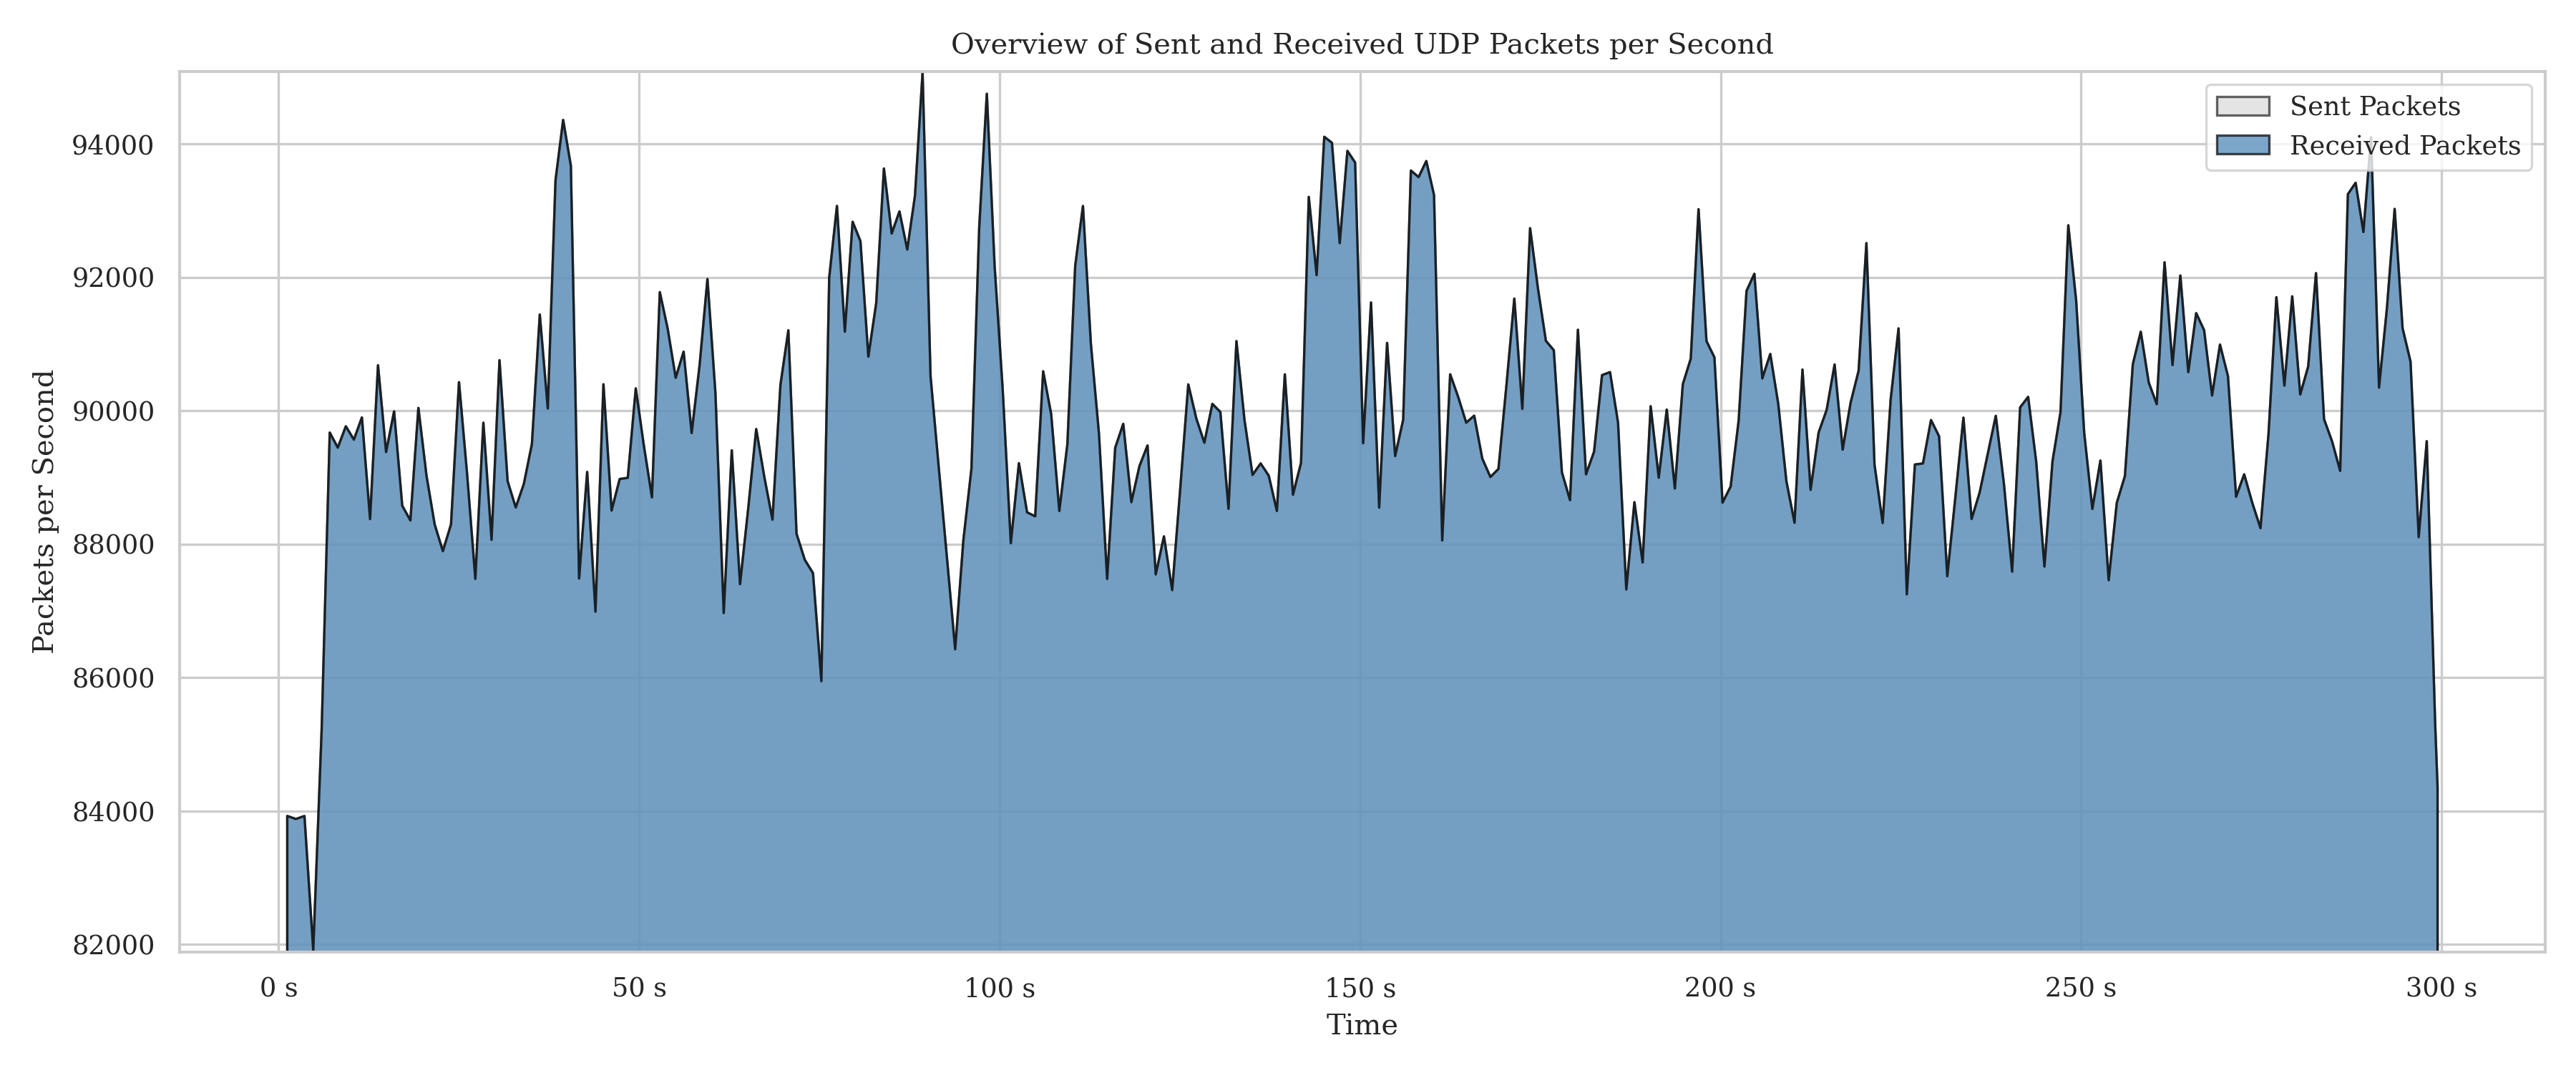 Overview of Sent and Received UDP Packets per Second
Sent Packets
Received Packets
Packets per Second
94000
92000
90000
88000
86000
84000
82000
0 s
50 s
100 s
150 s
200 s
250 s
300 s
Time